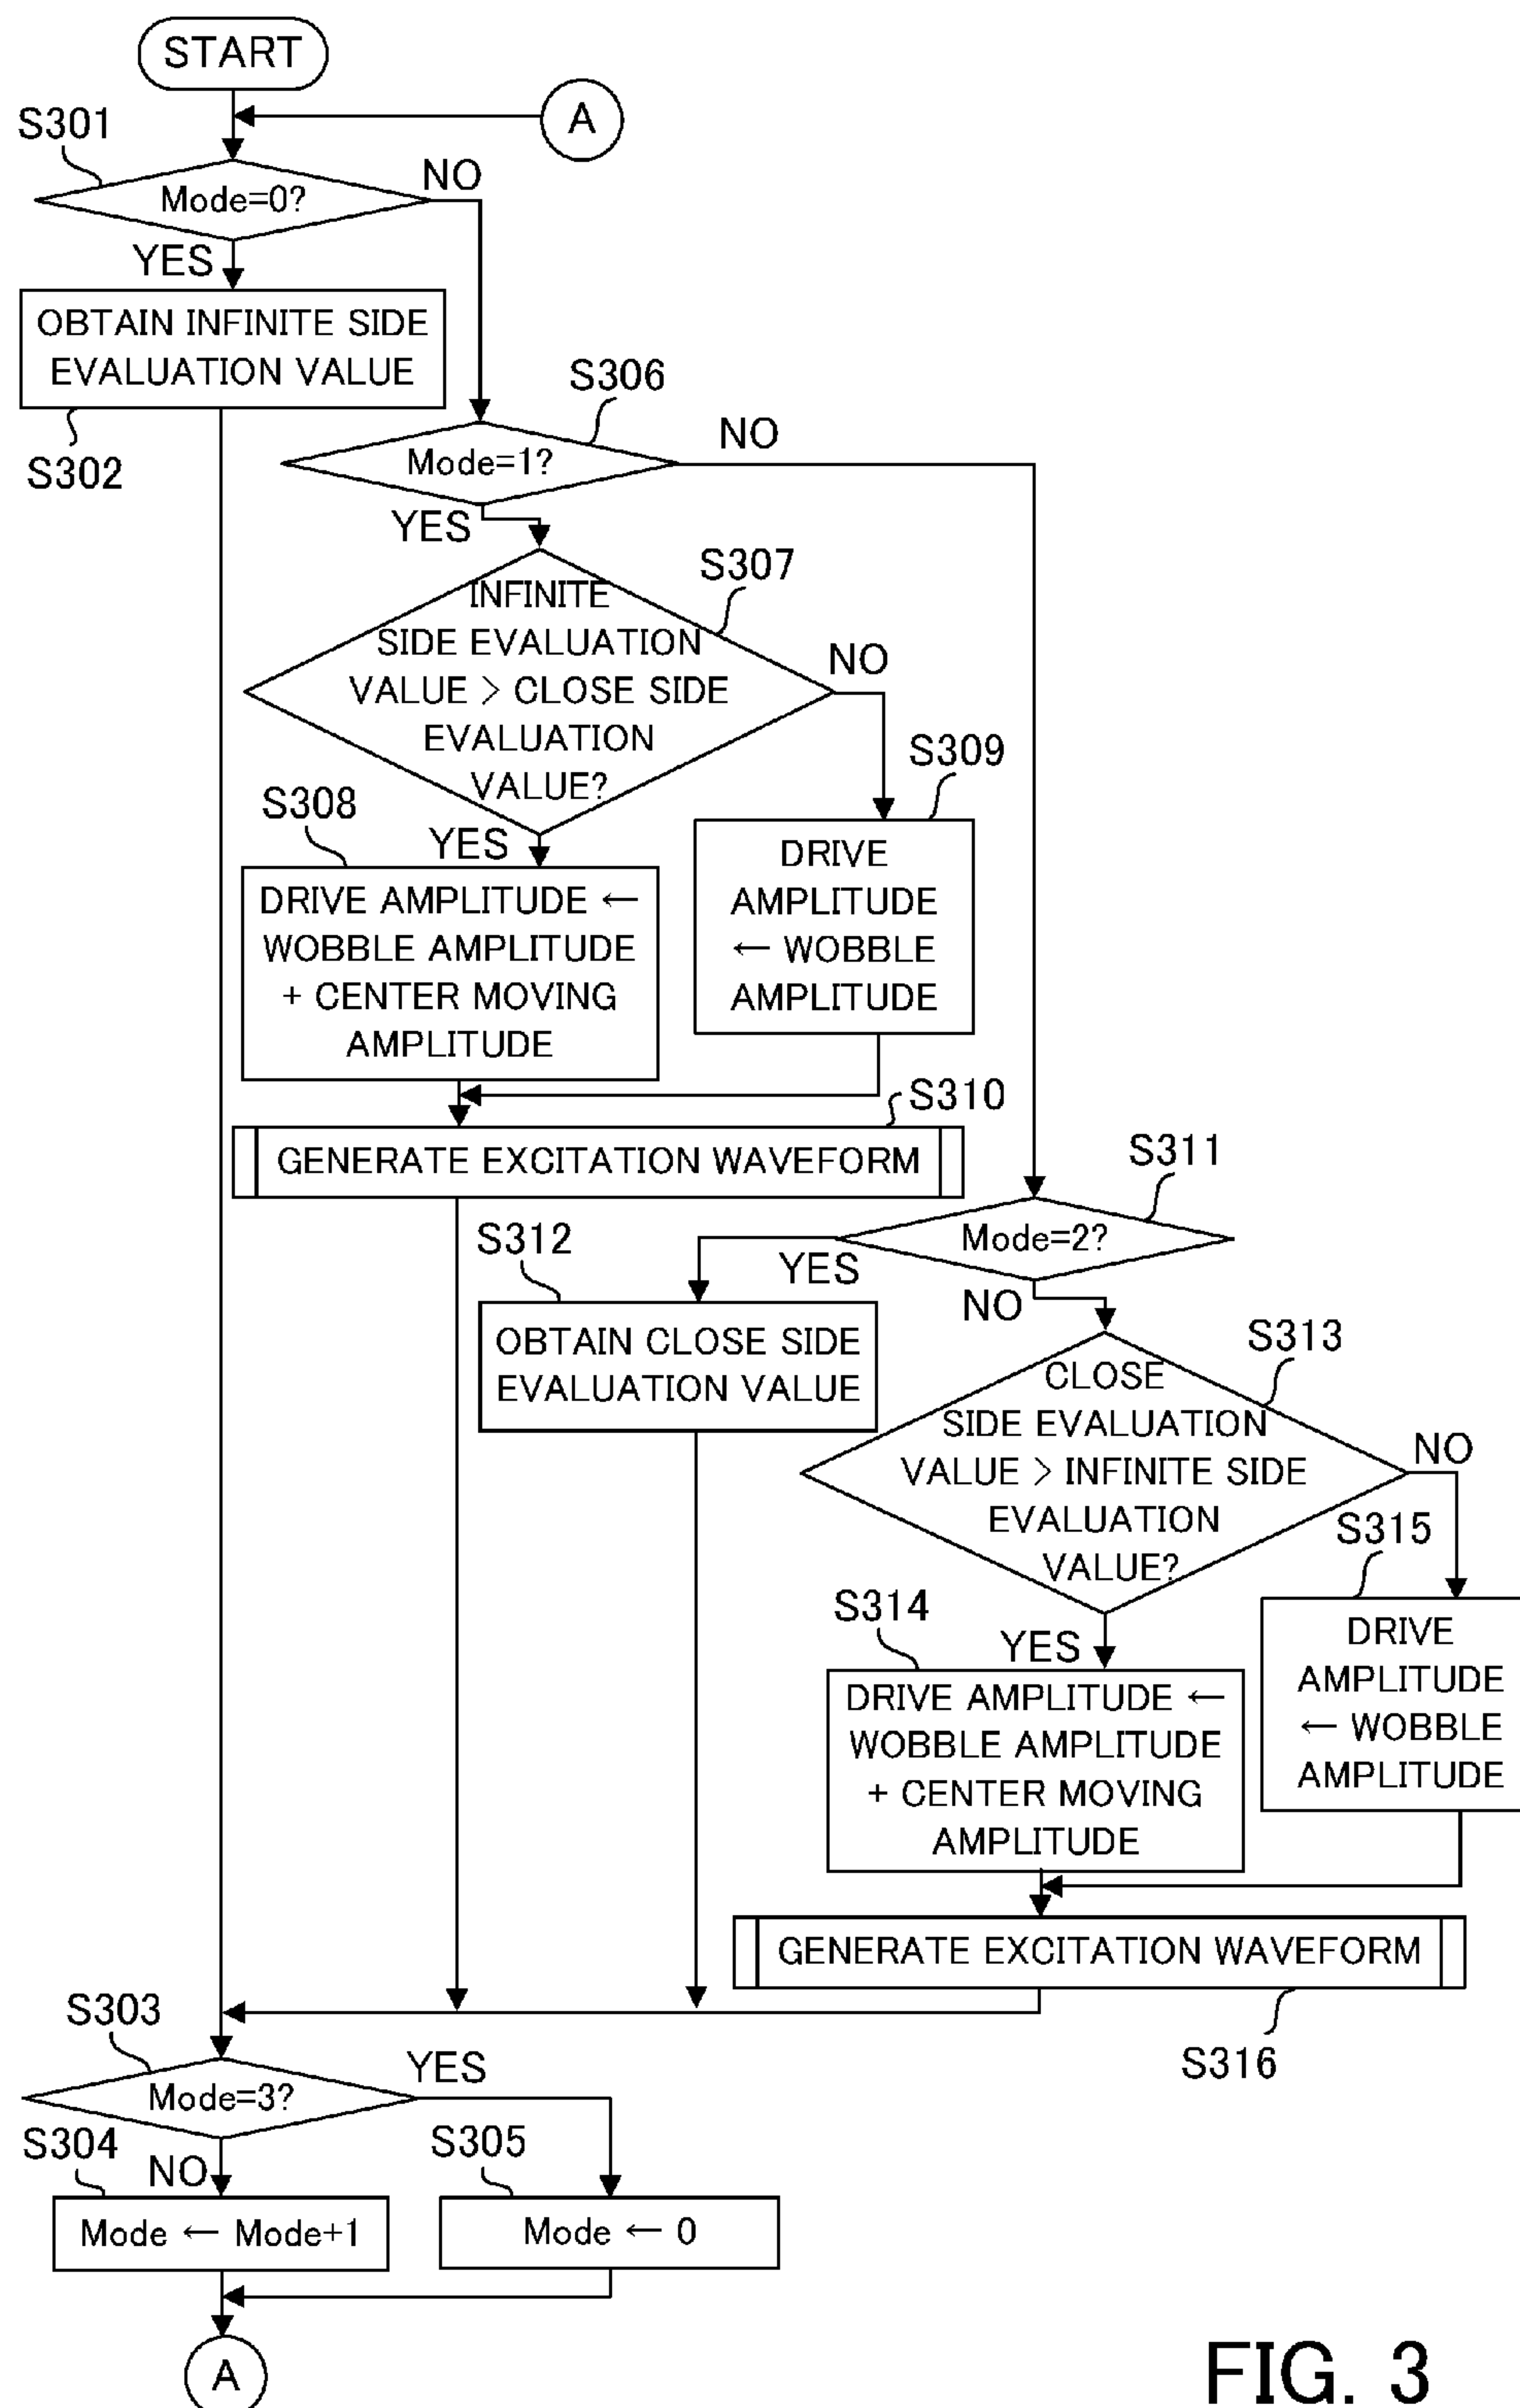 START
A
S301
Mode=0?
NO
YES
OBTAIN INFINITE SIDE
EVALUATION VALUE
S302
S306
Mode=1?
NO
YES
S307
INFINITE
SIDE EVALUATION
VALUE > CLOSE SIDE
EVALUATION
VALUE?
NO
YES
S308
DRIVE AMPLITUDE ←
WOBBLE AMPLITUDE
+ CENTER MOVING
AMPLITUDE
S309
DRIVE
AMPLITUDE
← WOBBLE
AMPLITUDE
S310
GENERATE EXCITATION WAVEFORM
S311
Mode=2?
YES
NO
S312
OBTAIN CLOSE SIDE
EVALUATION VALUE
S313
CLOSE
SIDE EVALUATION
VALUE > INFINITE SIDE
EVALUATION
VALUE?
NO
YES
S314
DRIVE AMPLITUDE ←
WOBBLE AMPLITUDE
+ CENTER MOVING
AMPLITUDE
S315
DRIVE
AMPLITUDE
← WOBBLE
AMPLITUDE
GENERATE EXCITATION WAVEFORM
S316
S303
Mode=3?
YES
NO
S304
Mode ← Mode+1
S305
Mode ← 0
A
FIG. 3